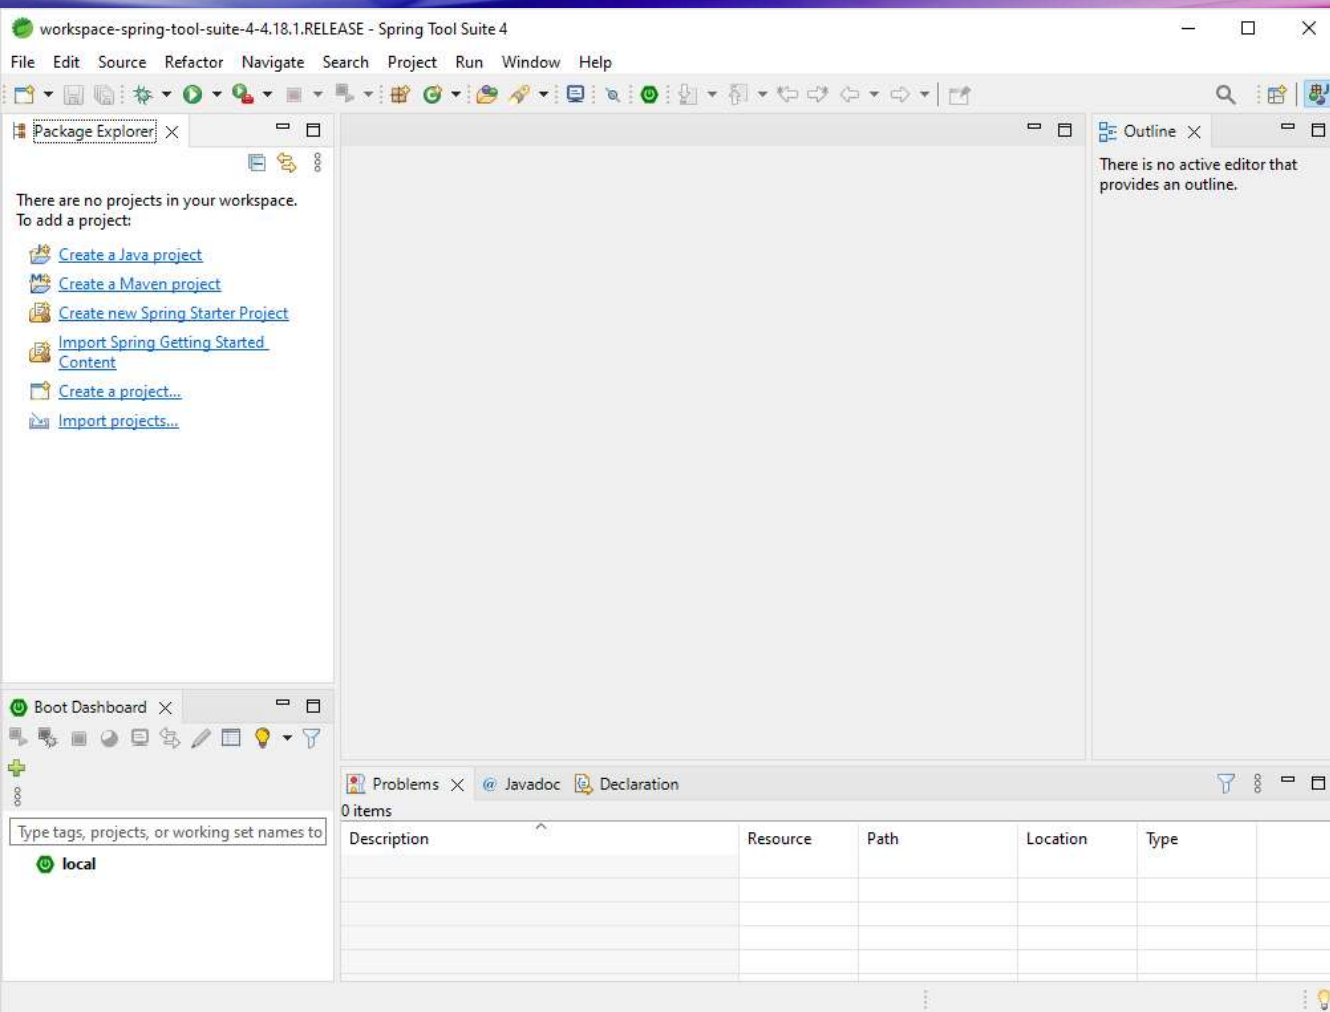 workspace-spring-tool-suite-4-4.18.1.RELEASE - Spring Tool Suite 4
File Edit Source Refactor Navigate Search Project Run Window Help
Package Explorer
There are no projects in your workspace.
To add a project:
Create a Java project
Create a Maven project
Create new Spring Starter Project
Import Spring Getting Started
Content
Create a project...
Import projects...
Outline
There is no active editor that
provides an outline.
Boot Dashboard
Type tags, projects, or working set names to
local
Problems @ Javadoc Declaration
0 items
Description Resource Path Location Type